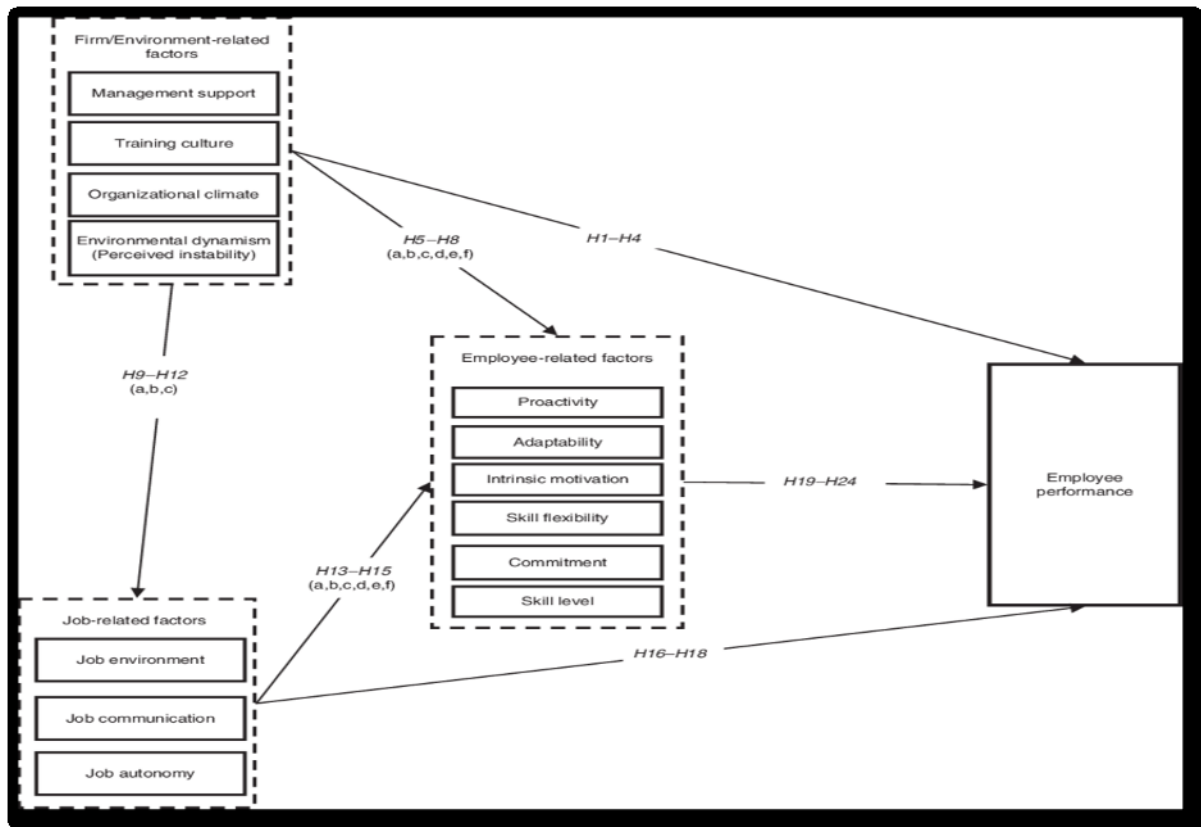 Firm/Environment-related
factors
Management support
Training culture
Organizational climate
Environmental dynamism
(Perceived instability)
H5–H8
(a,b,c,d,e,f)
H1–H4
H9–H12
(a,b,c)
Employee-related factors
Proactivity
Adaptability
Intrinsic motivation
Skill flexibility
Commitment
Skill level
H19–H24
Employee
performance
H13–H15
(a,b,c,d,e,f)
Job-related factors
Job environment
Job communication
Job autonomy
H16–H18